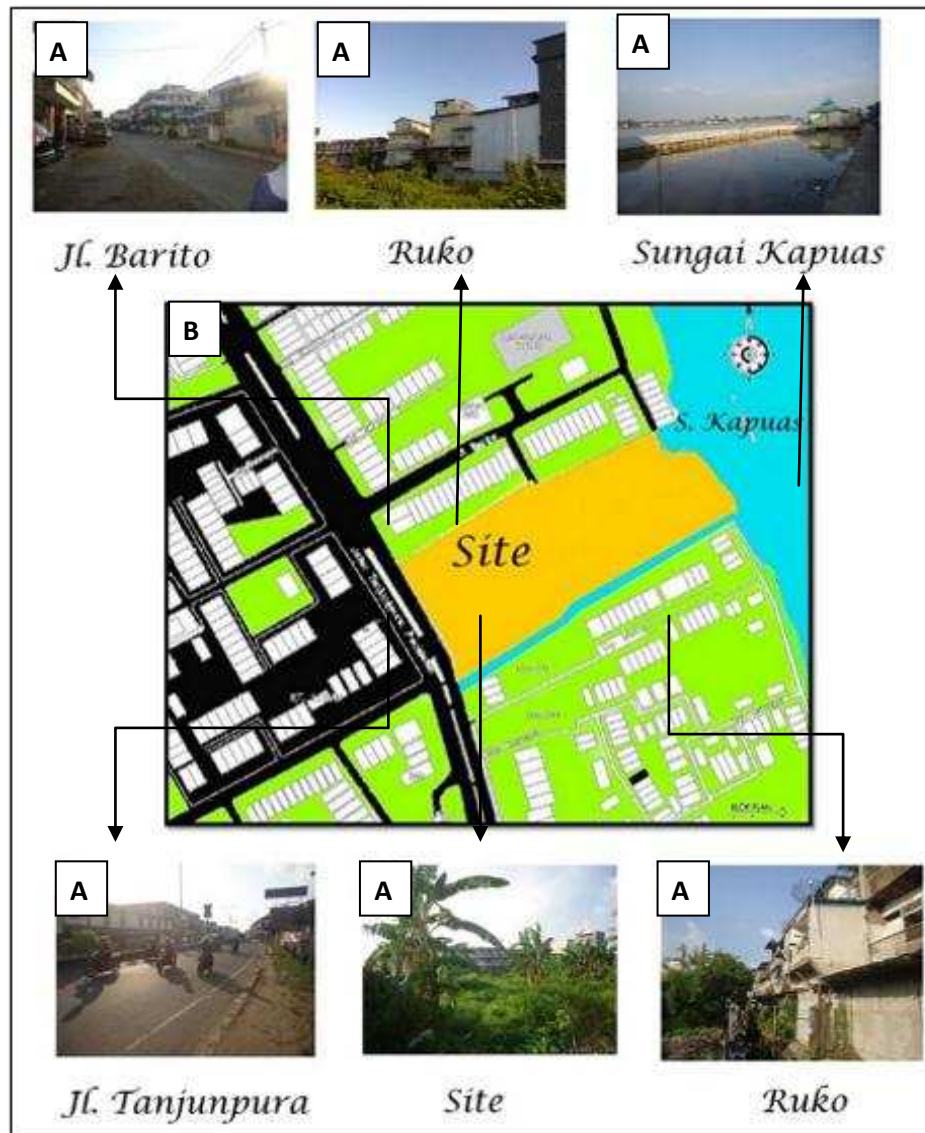 A
A
A
Jl. Barito
Ruko
Sungai Kapuas
B
S. Kapuas
Site
A
A
A
Jl. Tanjunpura
Site
Ruko